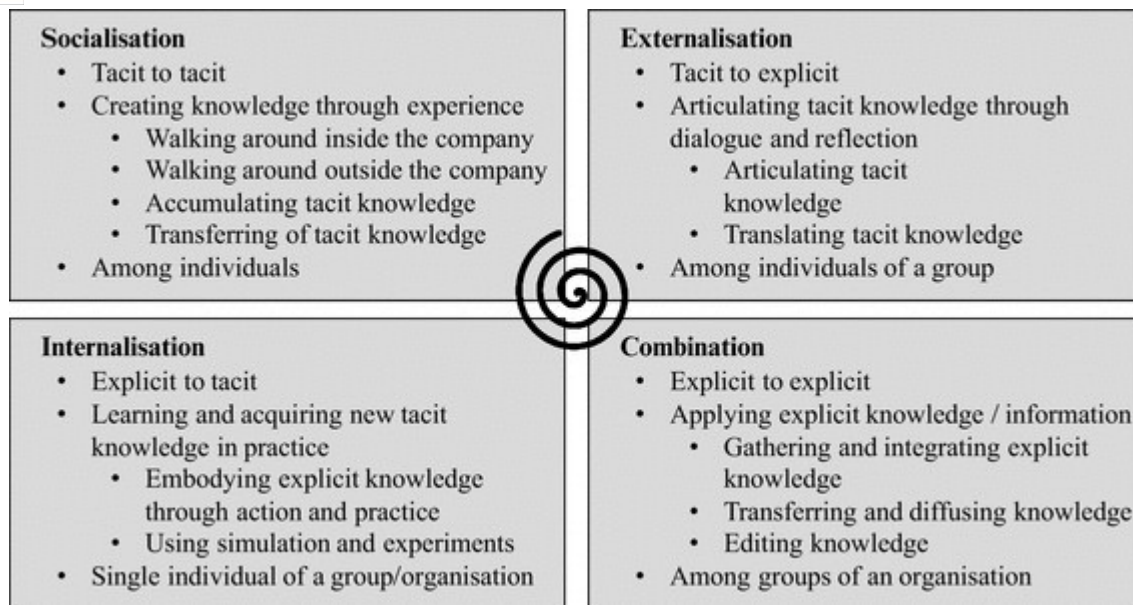 Socialisation
• Tacit to tacit
• Creating knowledge through experience
• Walking around inside the company
• Walking around outside the company
• Accumulating tacit knowledge
• Transferring of tacit knowledge
• Among individuals
Externalisation
• Tacit to explicit
• Articulating tacit knowledge through
dialogue and reflection
• Articulating tacit
knowledge
• Translating tacit knowledge
• Among individuals of a group
Internalisation
• Explicit to tacit
• Learning and acquiring new tacit
knowledge in practice
• Embodying explicit knowledge
through action and practice
• Using simulation and experiments
• Single individual of a group/organisation
Combination
• Explicit to explicit
• Applying explicit knowledge / information
• Gathering and integrating explicit
knowledge
• Transferring and diffusing knowledge
• Editing knowledge
• Among groups of an organisation